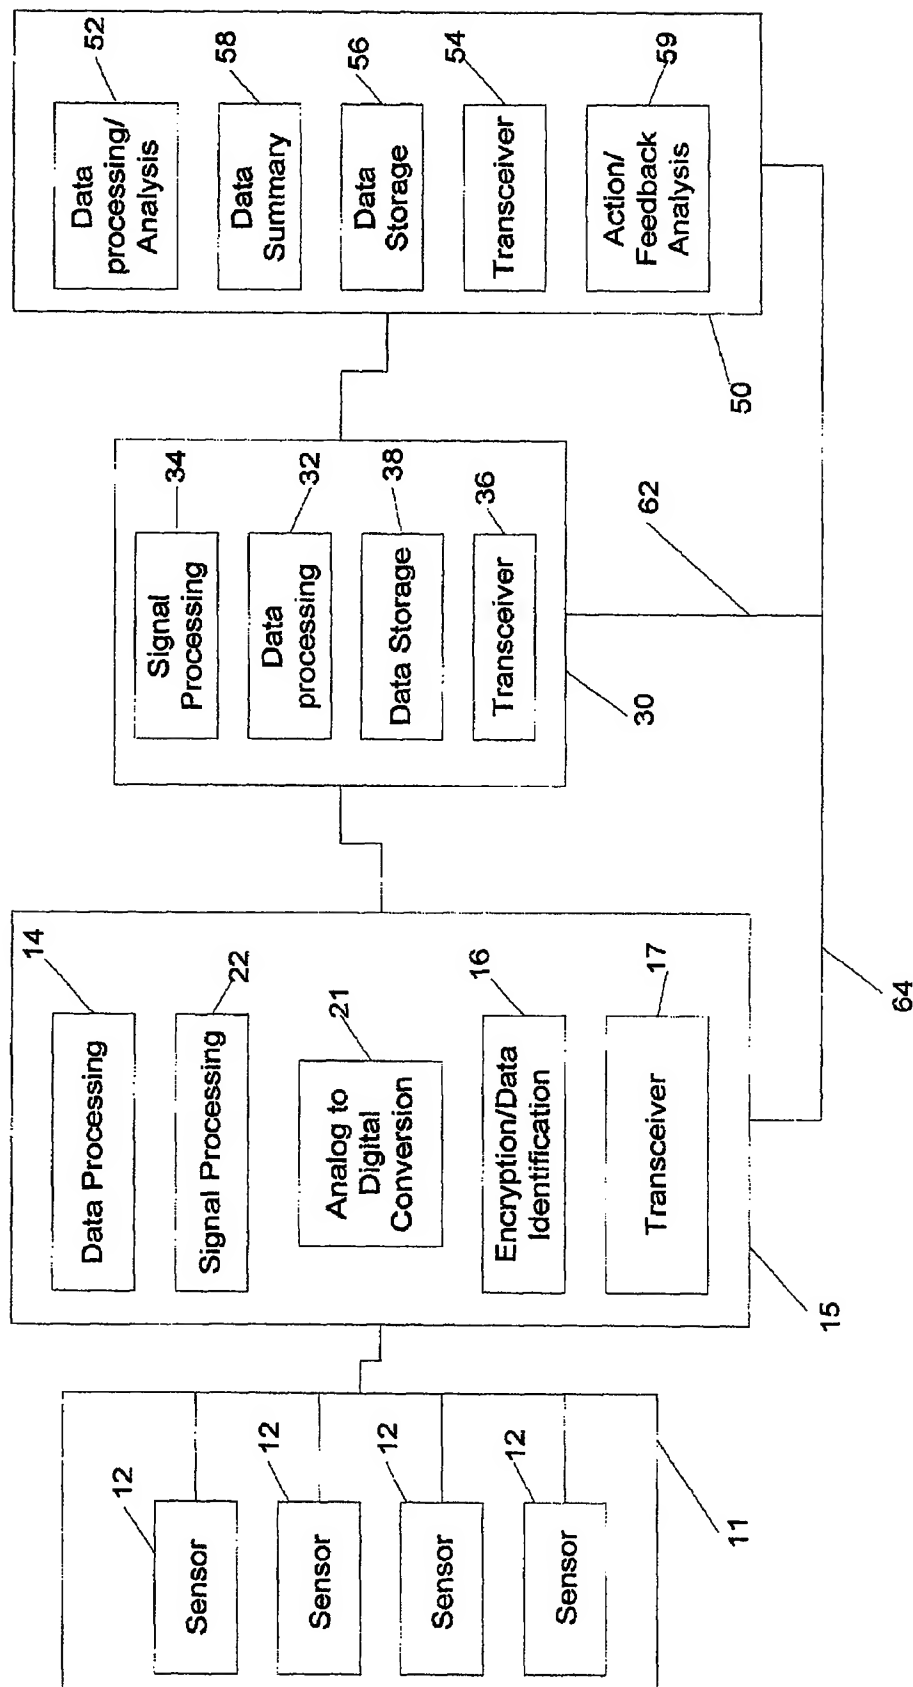 12
Sensor
12
Sensor
12
Sensor
12
Sensor
11
14
Data Processing
22
Signal Processing
21
Analog to
Digital
Conversion
16
Encryption/Data
Identification
17
Transceiver
15
34
Signal
Processing
32
Data
processing
38
Data Storage
36
Transceiver
30
62
64
52
Data
processing/
Analysis
58
Data
Summary
56
Data
Storage
54
Transceiver
59
Action/
Feedback
Analysis
50